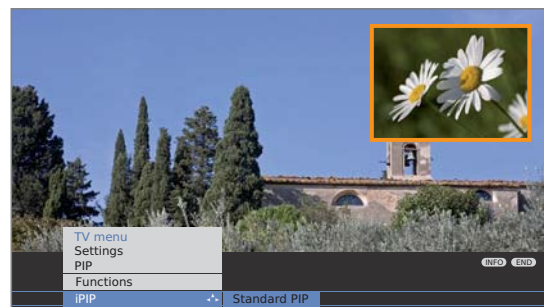 TV menu
Settings
PIP
INFO END
Functions
iPIP Standard PIP